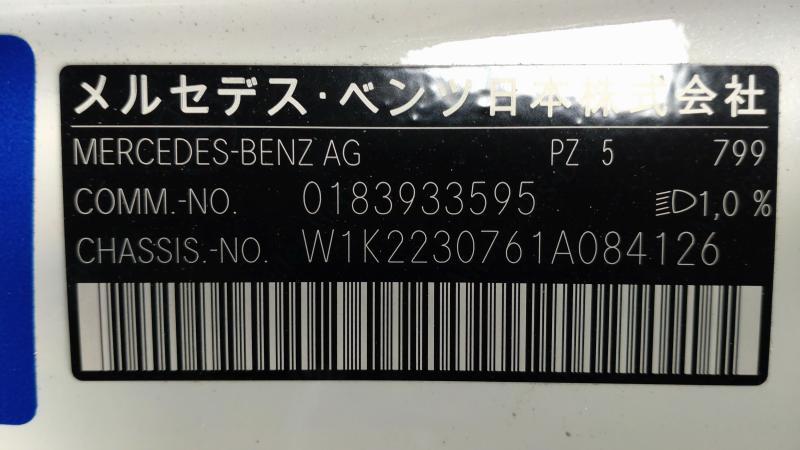 メルセデス・ベンツ日本株式会社
MERCEDES-BENZ AG PZ 5 799
COMM.-NO. 0183933595 1,0 %
CHASSIS.-NO. W1K2230761A084126